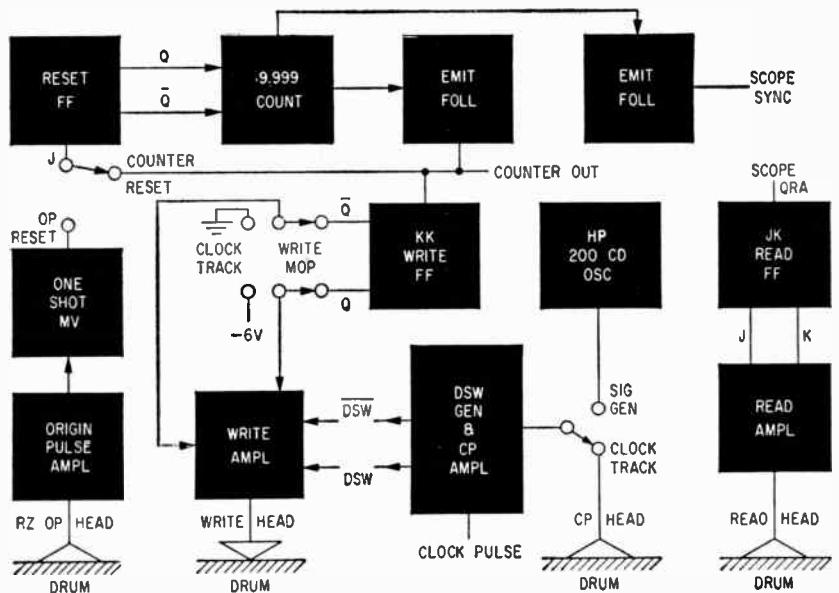 RESET
FF
Q
Q̅
9.999
COUNT
EMIT
FOLL
EMIT
FOLL
SCOPE
SYNC
J
COUNTER
RESET
COUNTER OUT
OP
RESET
ONE
SHOT
MV
CLOCK
TRACK
WRITE
MOP
Q̅
Q
-6V
KK
WRITE
FF
HP
200 CD
OSC
SCOPE
QRA
JK
READ
FF
J
K
ORIGIN
PULSE
AMPL
WRITE
AMPL
D̅S̅W̅
DSW
DSW
GEN
&
CP
AMPL
SIG
GEN
CLOCK
TRACK
READ
AMPL
RZ OP HEAD
WRITE HEAD
CLOCK PULSE
CP HEAD
REAO HEAD
DRUM
DRUM
DRUM
DRUM